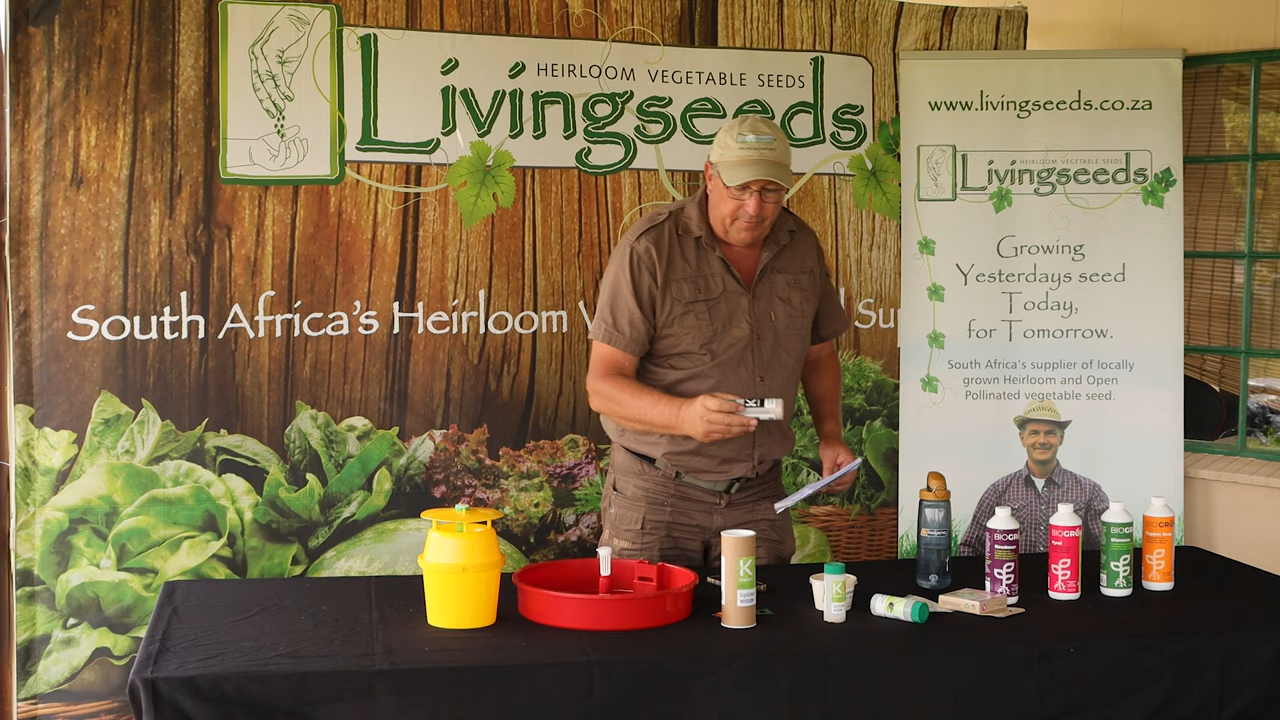 HEIRLOOM VEGETABLE SEEDS
Livingseeds
South Africa's Heirloom
www.livingseeds.co.za
HEIRLOOM VEGETABLE SEEDS
Livingseeds
Growing
Yesterdays seed
Today,
for Tomorrow.
South Africa's supplier of locally
grown Heirloom and Open
Pollinated vegetable seed.
K
K
BIOGRO
BIOGRO
Pyrol
BIOGRO
BIOGRO